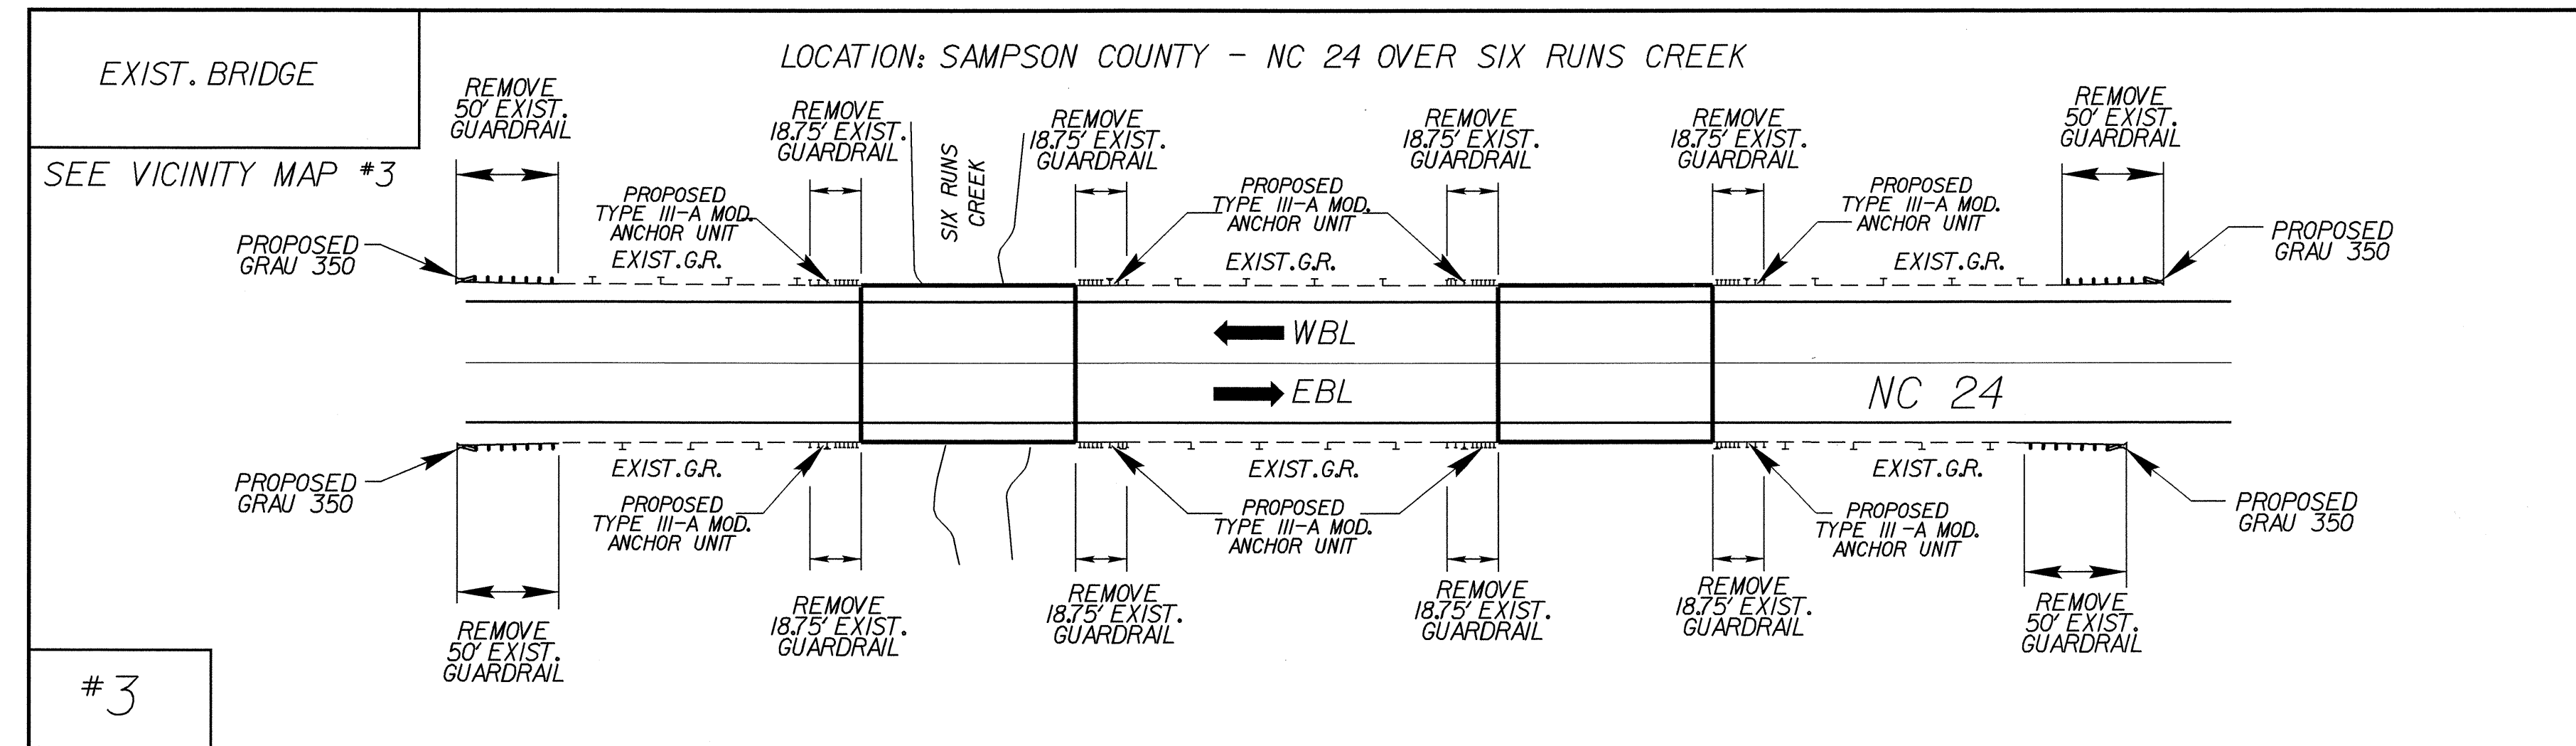 EXIST. BRIDGE
LOCATION: SAMPSON COUNTY - NC 24 OVER SIX RUNS CREEK
SEE VICINITY MAP #3
REMOVE
50' EXIST.
GUARDRAIL
REMOVE
18.75' EXIST.
GUARDRAIL
SIX RUNS
CREEK
REMOVE
18.75' EXIST.
GUARDRAIL
REMOVE
18.75' EXIST.
GUARDRAIL
REMOVE
18.75' EXIST.
GUARDRAIL
REMOVE
50' EXIST.
GUARDRAIL
PROPOSED
GRAU 350
PROPOSED
TYPE III-A MOD.
ANCHOR UNIT
EXIST. G.R.
PROPOSED
TYPE III-A MOD.
ANCHOR UNIT
EXIST. G.R.
PROPOSED
TYPE III-A MOD.
ANCHOR UNIT
EXIST. G.R.
PROPOSED
GRAU 350
WBL
EBL
NC 24
PROPOSED
GRAU 350
EXIST. G.R.
PROPOSED
TYPE III-A MOD.
ANCHOR UNIT
EXIST. G.R.
PROPOSED
TYPE III-A MOD.
ANCHOR UNIT
EXIST. G.R.
PROPOSED
TYPE III-A MOD.
ANCHOR UNIT
PROPOSED
GRAU 350
REMOVE
50' EXIST.
GUARDRAIL
REMOVE
18.75' EXIST.
GUARDRAIL
REMOVE
18.75' EXIST.
GUARDRAIL
REMOVE
18.75' EXIST.
GUARDRAIL
REMOVE
18.75' EXIST.
GUARDRAIL
REMOVE
50' EXIST.
GUARDRAIL
#3